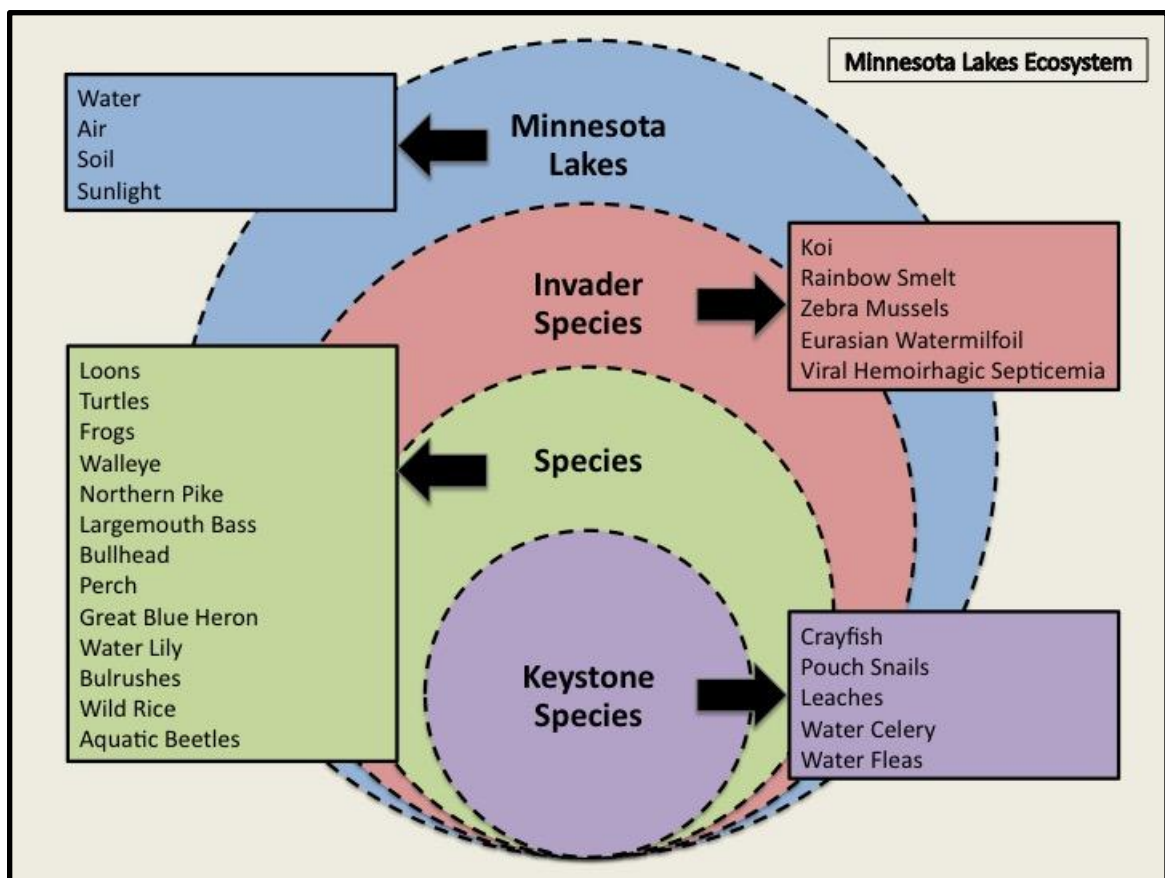 Minnesota Lakes Ecosystem
Water
Air
Soil
Sunlight
Minnesota
Lakes
Invader
Species
Koi
Rainbow Smelt
Zebra Mussels
Eurasian Watermilfoil
Viral Hemoirhagic Septicemia
Loons
Turtles
Frogs
Walleye
Northern Pike
Largemouth Bass
Bullhead
Perch
Great Blue Heron
Water Lily
Bulrushes
Wild Rice
Aquatic Beetles
Species
Keystone
Species
Crayfish
Pouch Snails
Leaches
Water Celery
Water Fleas